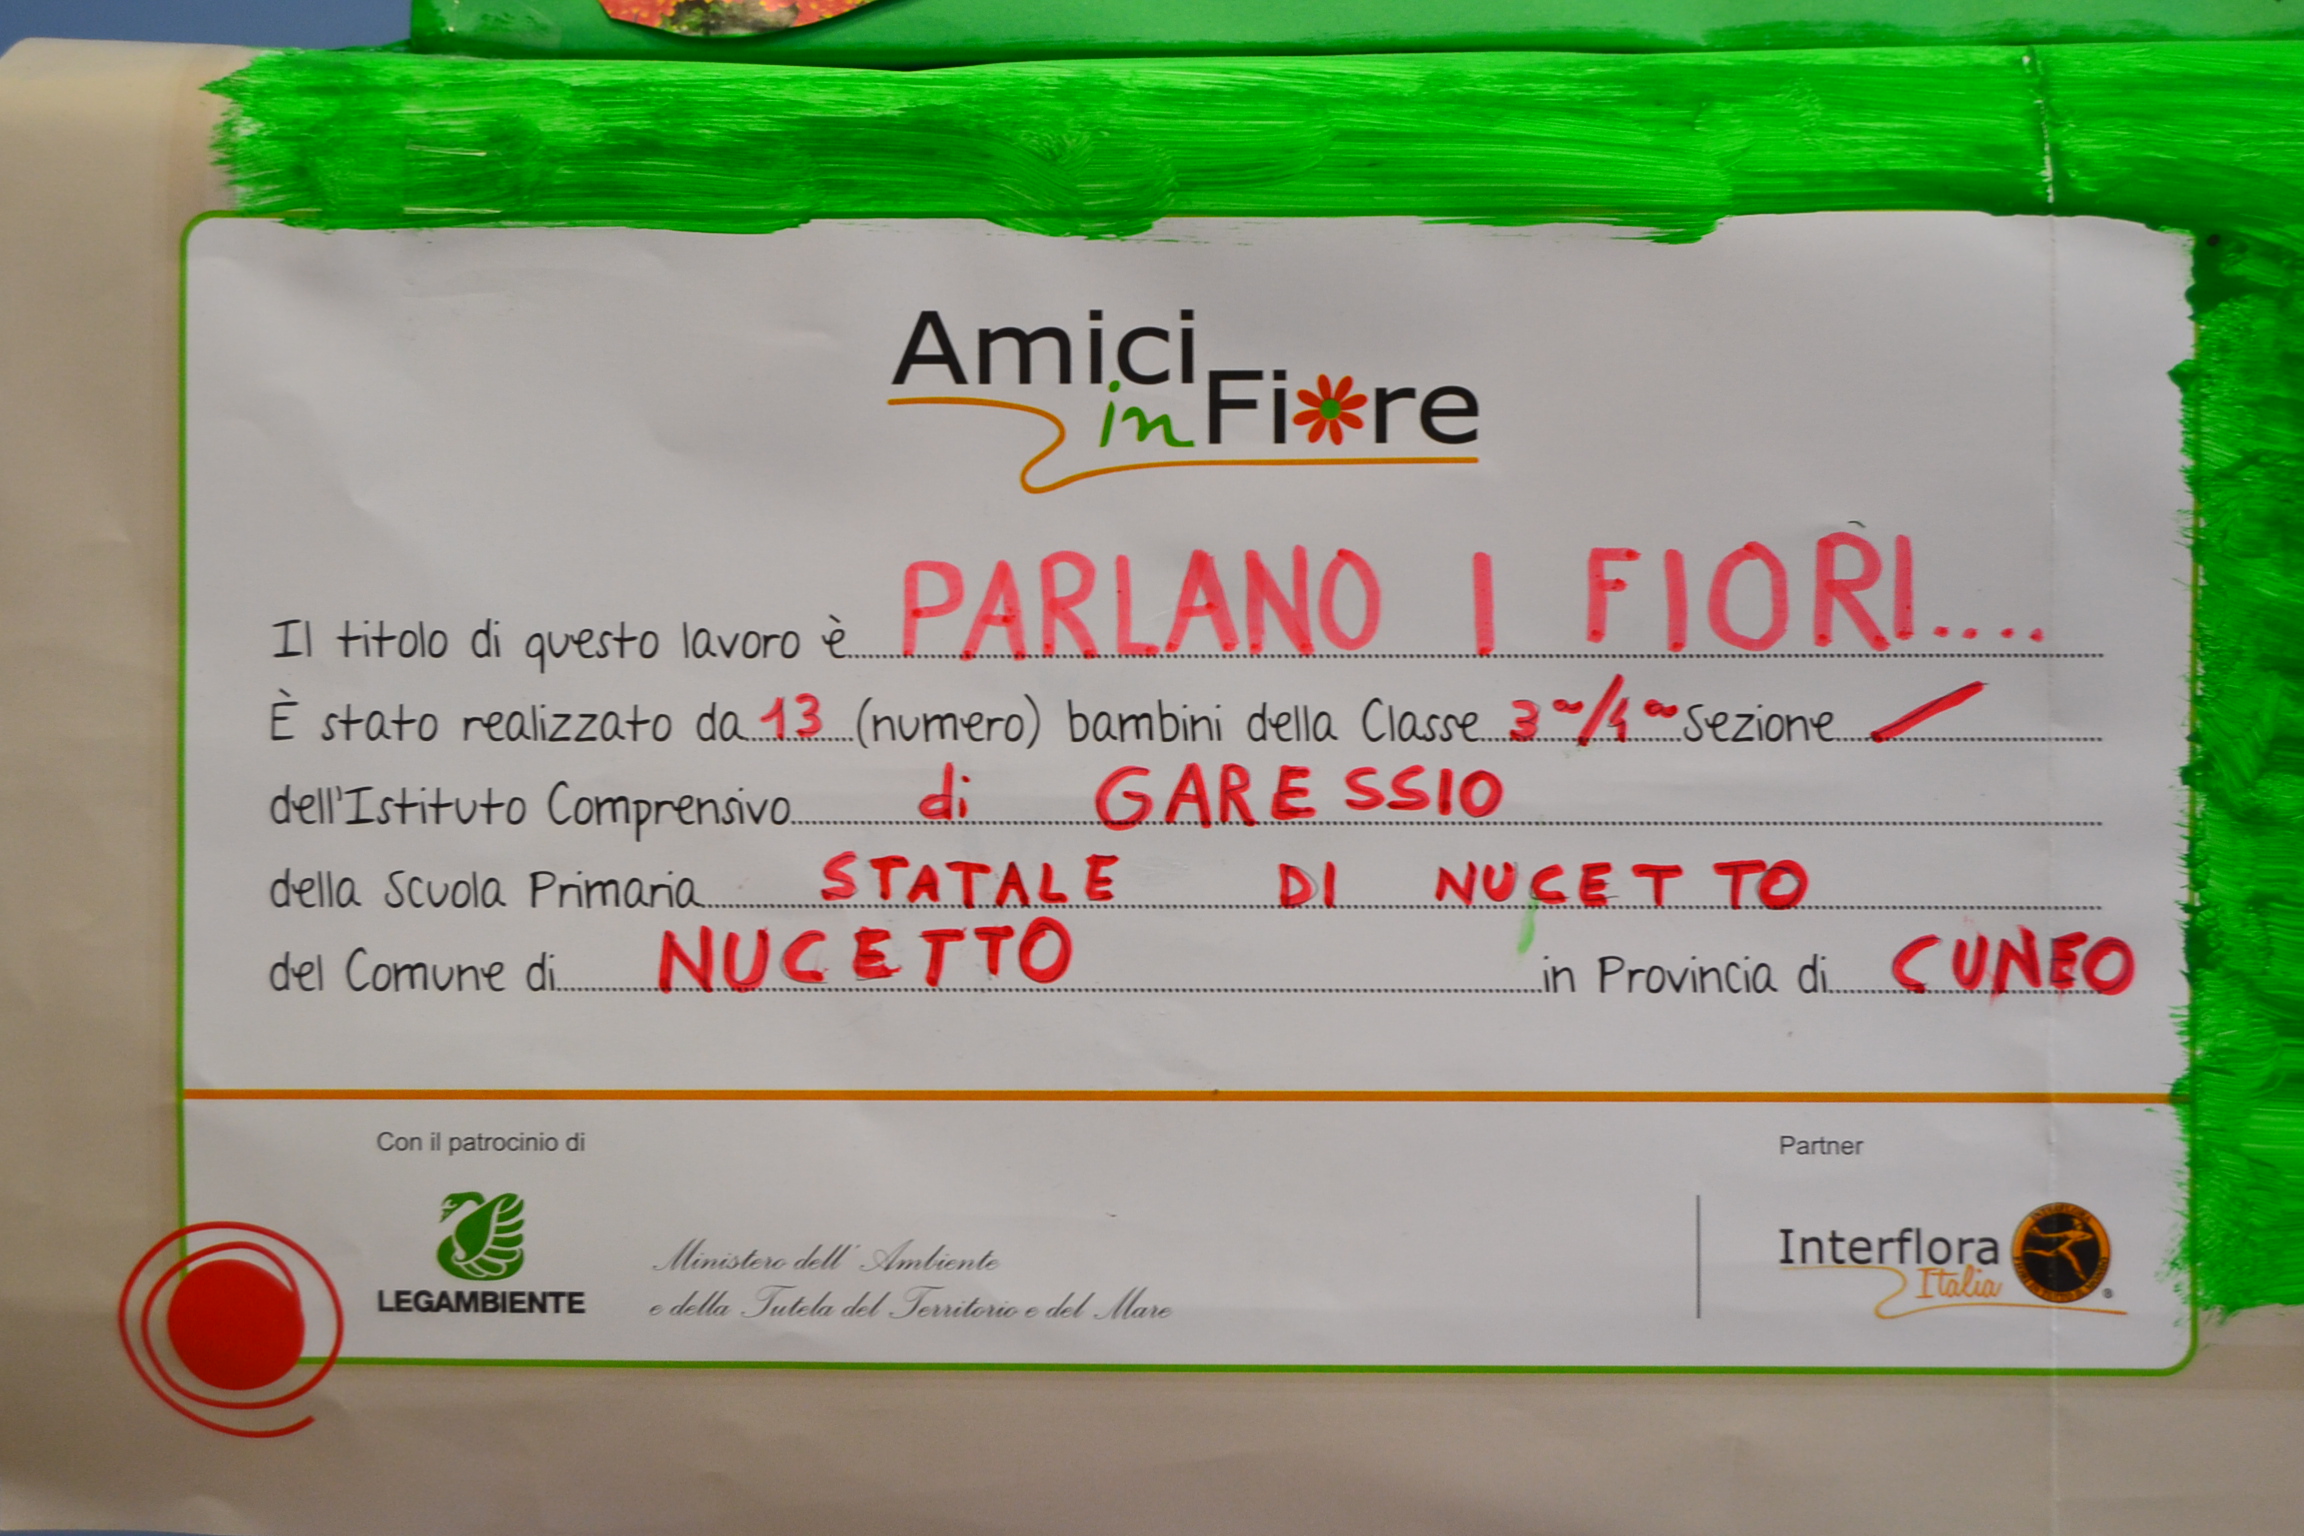 Amici
in Fiore
Il titolo di questo lavoro è PARLANO I FIORI....
È stato realizzato da 13 (numero) bambini della Classe 3ª/4ª Sezione /
dell'Istituto Comprensivo di GARESSIO
della Scuola Primaria STATALE DI NUCETTO
del Comune di NUCETTO in Provincia di CUNEO
Con il patrocinio di
Partner
LEGAMBIENTE
Ministero dell'Ambiente
e della Tutela del Territorio e del Mare
Interflora
Italia